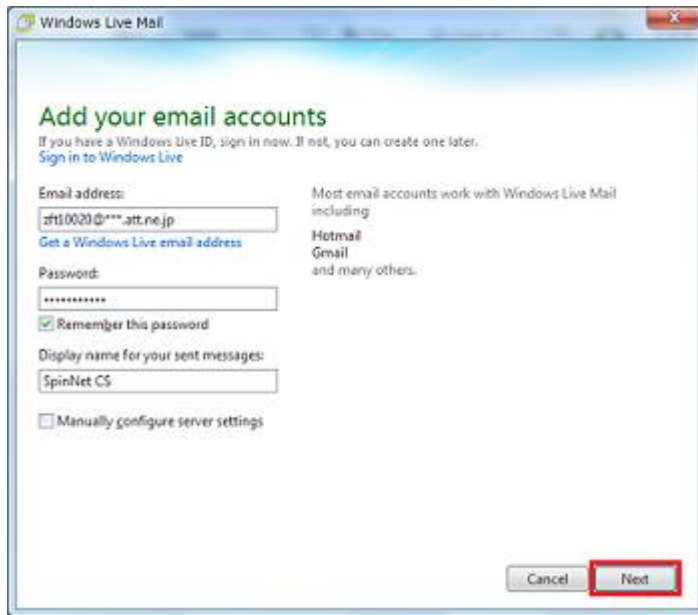 Windows Live Mail
Add your email accounts
If you have a Windows Live ID, sign in now. If not, you can create one later.
Sign in to Windows Live
Email address:
zft10020@***.att.ne.jp
Get a Windows Live email address
Password:
•••••••••••
Remember this password
Display name for your sent messages:
SpinNet CS
Manually configure server settings
Most email accounts work with Windows Live Mail
including
Hotmail
Gmail
and many others.
Cancel
Next